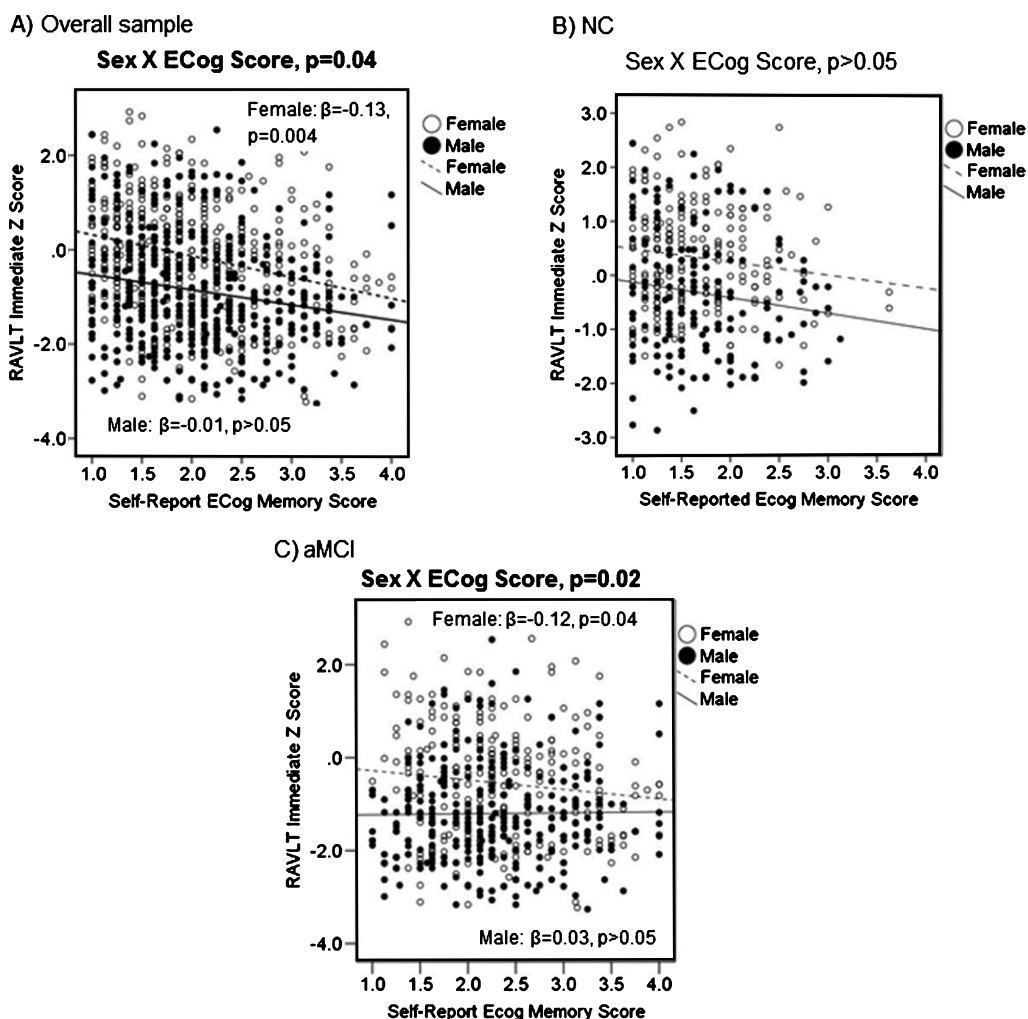 A) Overall sample
Sex X ECog Score, p=0.04
Female: β=-0.13,
p=0.004
Female
Male
Female
Male
RAVLT Immediate Z Score
2.0
.0
-2.0
-4.0
Male: β=-0.01, p>0.05
1.0 1.5 2.0 2.5 3.0 3.5 4.0
Self-Report ECog Memory Score
B) NC
Sex X ECog Score, p>0.05
Female
Male
Female
Male
RAVLT Immediate Z Score
3.0
2.0
1.0
.0
-1.0
-2.0
-3.0
1.0 1.5 2.0 2.5 3.0 3.5 4.0
Self-Reported Ecog Memory Score
C) aMCI
Sex X ECog Score, p=0.02
Female: β=-0.12, p=0.04
Female
Male
Female
Male
RAVLT Immediate Z Score
2.0
.0
-2.0
-4.0
Male: β=0.03, p>0.05
1.0 1.5 2.0 2.5 3.0 3.5 4.0
Self-Report Ecog Memory Score